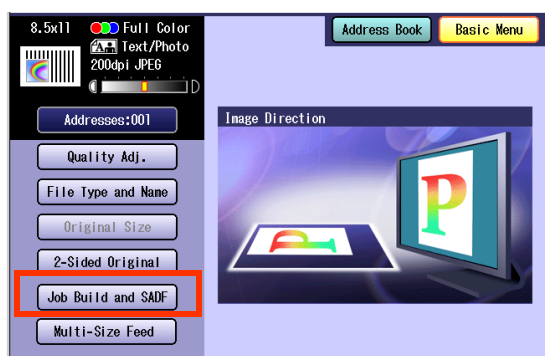 8.5x11 Full Color
Text/Photo
200dpi JPEG
Addresses:001
Quality Adj.
File Type and Name
Original Size
2-Sided Original
Job Build and SADF
Multi-Size Feed
Address Book Basic Menu
Image Direction
P
P